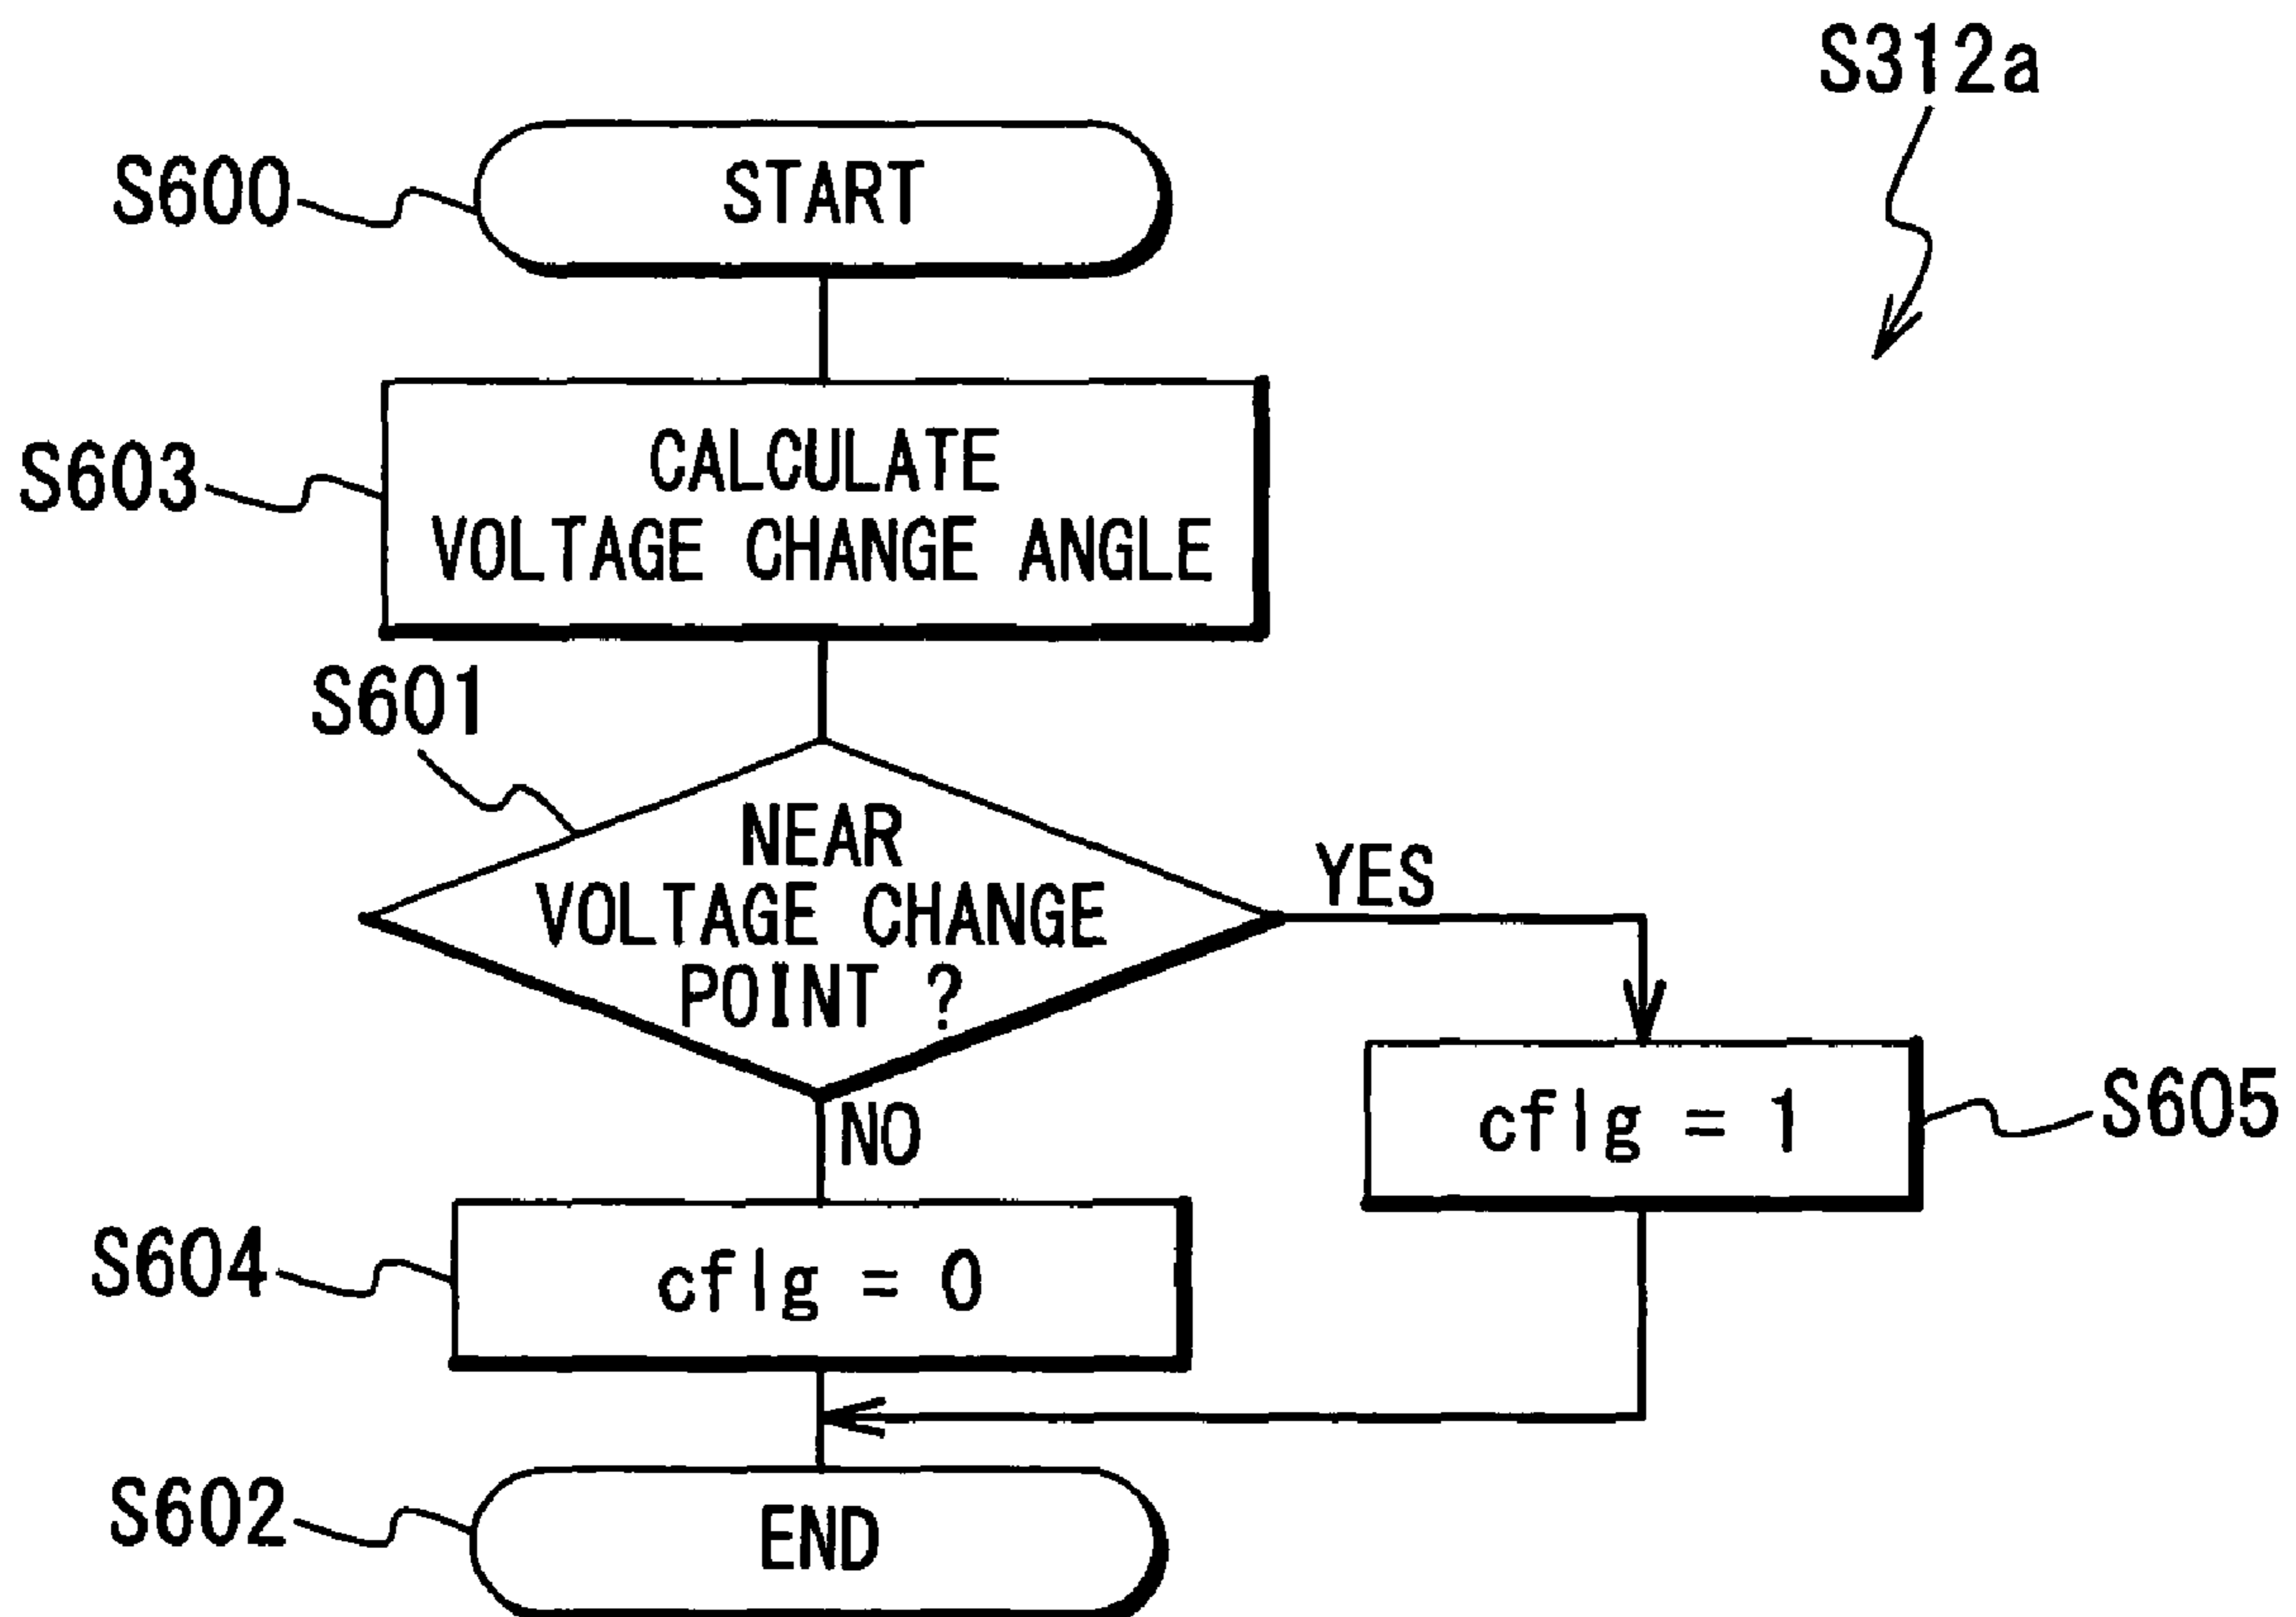 S312a
S600
START
S603
CALCULATE
VOLTAGE CHANGE ANGLE
S601
NEAR
VOLTAGE CHANGE
POINT ?
YES
NO
cflg = 1
S605
S604
cflg = 0
S602
END